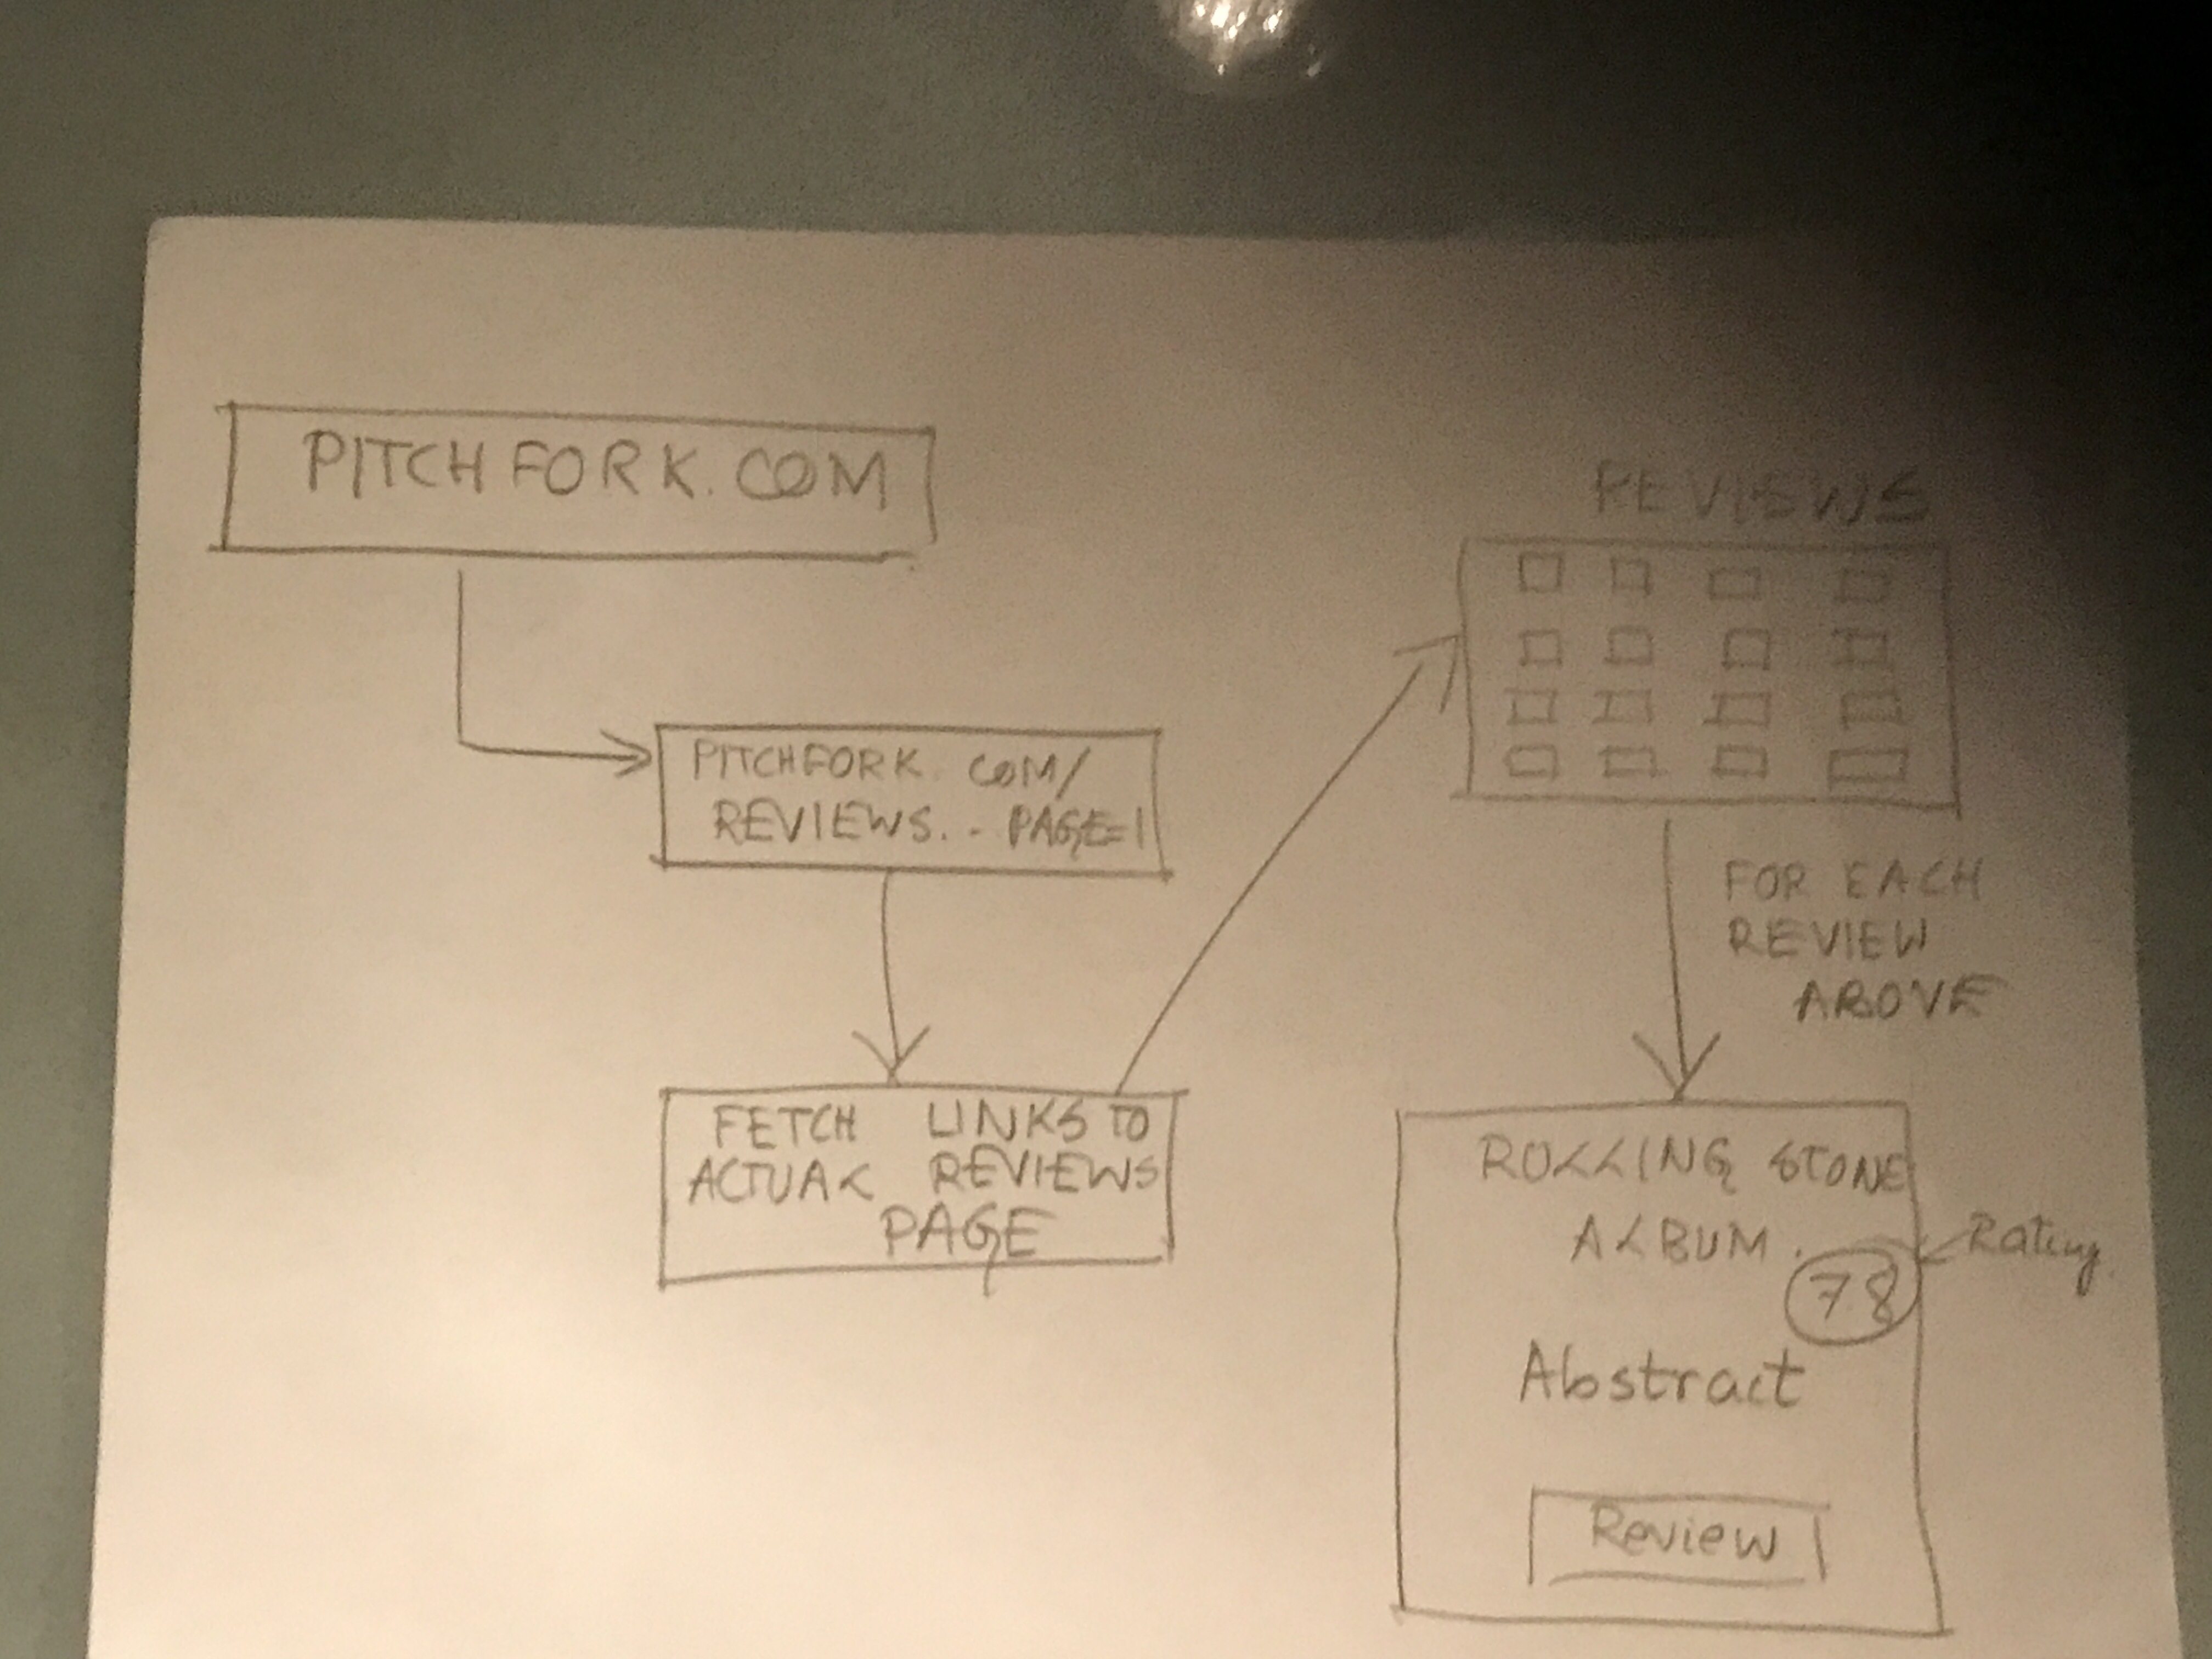 PITCHFORK.COM
PITCHFORK.COM/
REVIEWS.. PAGE=1
FETCH LINKS TO
ACTUAL REVIEWS
PAGE
REVIEWS
FOR EACH
REVIEW
ABOVE
ROLLING STONE
ALBUM.
Rating.
78
Abstract
Review